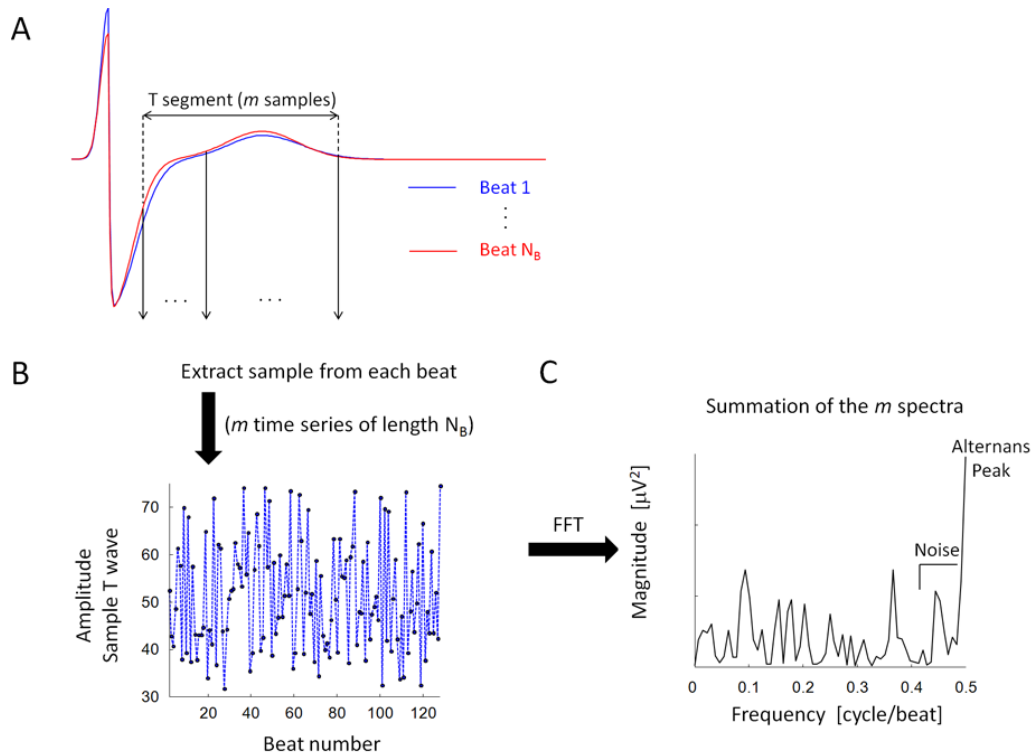 A
T segment (m samples)
Beat 1
⋮
Beat N_B
. . .
. . .
B
Extract sample from each beat
(m time series of length N_B)
Amplitude
Sample T wave
70
60
50
40
30
20
40
60
80
100
120
Beat number
FFT
C
Summation of the m spectra
Alternans
Peak
Noise
Magnitude [μV²]
0
0.1
0.2
0.3
0.4
0.5
Frequency [cycle/beat]